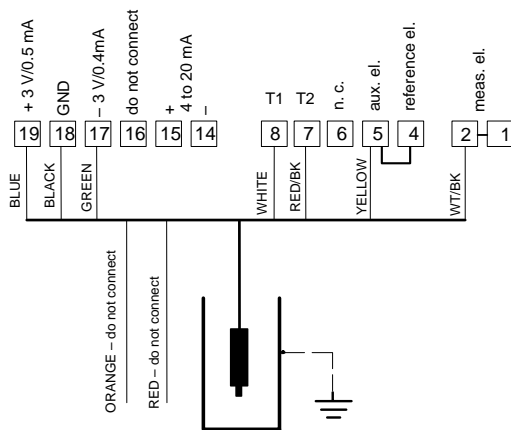 + 3 V/0.5 mA
GND
– 3 V/0.4mA
do not connect
+
4 to 20 mA
–
T1
T2
n. c.
aux. el.
reference el.
meas. el.
19
18
17
16
15
14
8
7
6
5
4
2
1
BLUE
BLACK
GREEN
WHITE
RED/BK
YELLOW
WT/BK
ORANGE – do not connect
RED – do not connect